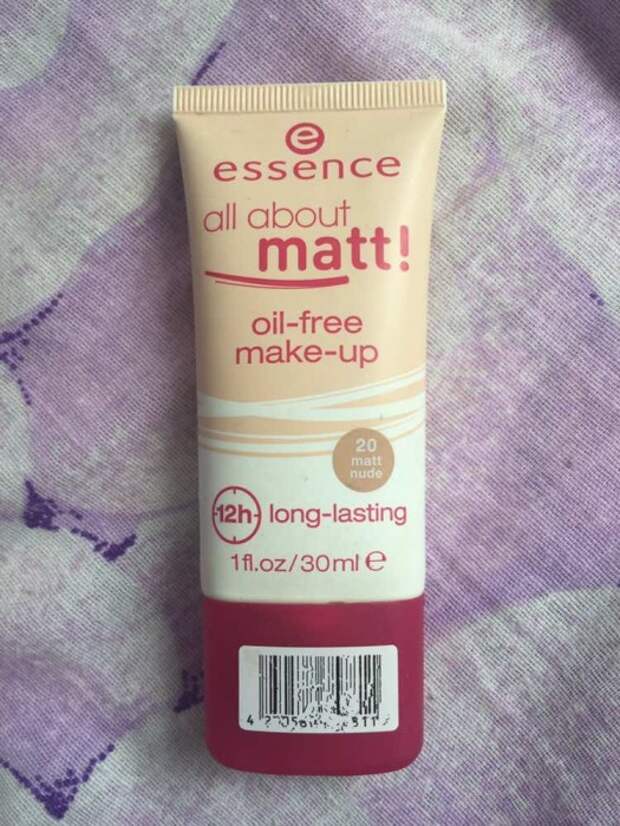 e
essence
all about
matt!
oil-free
make-up
20
matt
nude
12h long-lasting
1fl.oz/30ml e